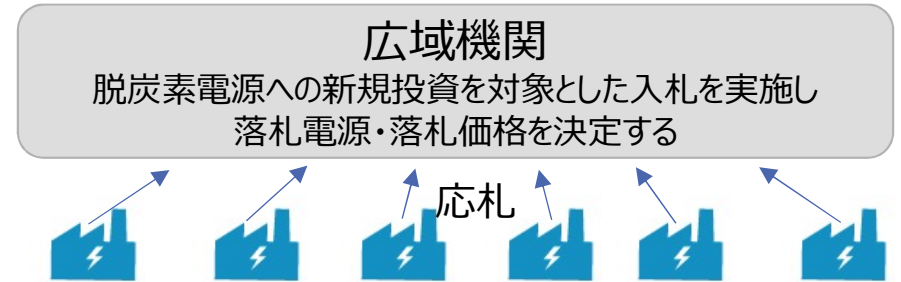 広域機関
脱炭素電源への新規投資を対象とした入札を実施し
落札電源・落札価格を決定する
応札